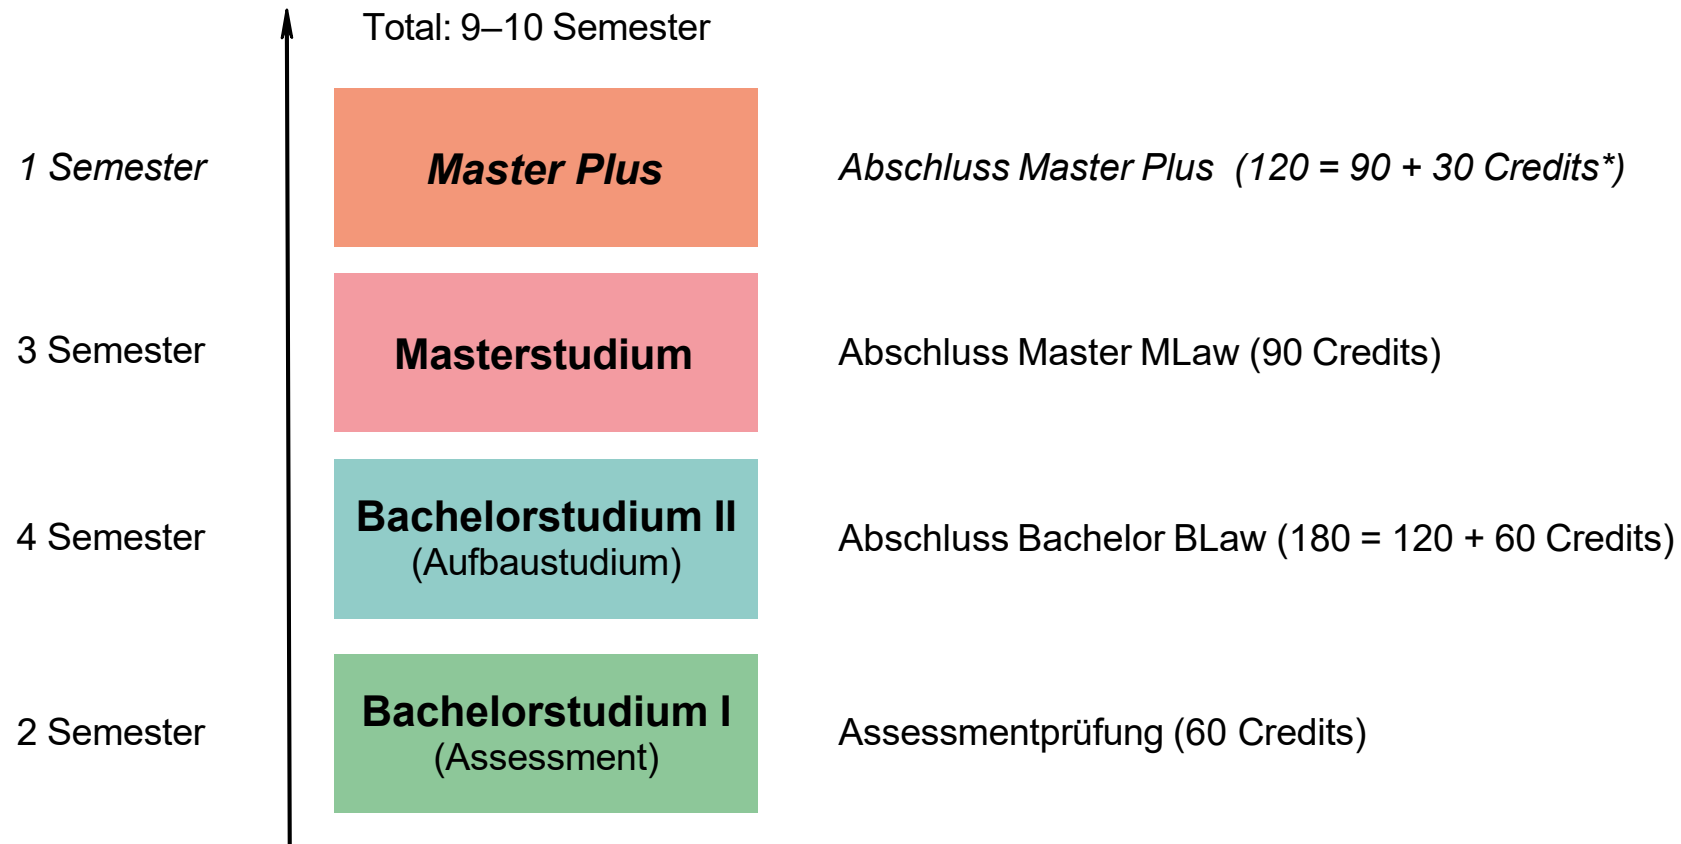 Total: 9–10 Semester
1 Semester
Master Plus
Abschluss Master Plus (120 = 90 + 30 Credits*)
3 Semester
Masterstudium
Abschluss Master MLaw (90 Credits)
4 Semester
Bachelorstudium II
(Aufbaustudium)
Abschluss Bachelor BLaw (180 = 120 + 60 Credits)
2 Semester
Bachelorstudium I
(Assessment)
Assessmentprüfung (60 Credits)